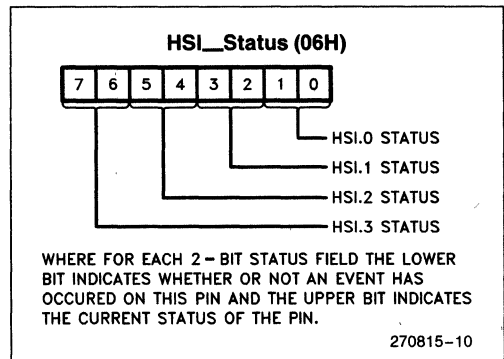 HSI__Status (06H)
7 6 5 4 3 2 1 0
HSI.0 STATUS
HSI.1 STATUS
HSI.2 STATUS
HSI.3 STATUS
WHERE FOR EACH 2-BIT STATUS FIELD THE LOWER
BIT INDICATES WHETHER OR NOT AN EVENT HAS
OCCURED ON THIS PIN AND THE UPPER BIT INDICATES
THE CURRENT STATUS OF THE PIN.
270815-10